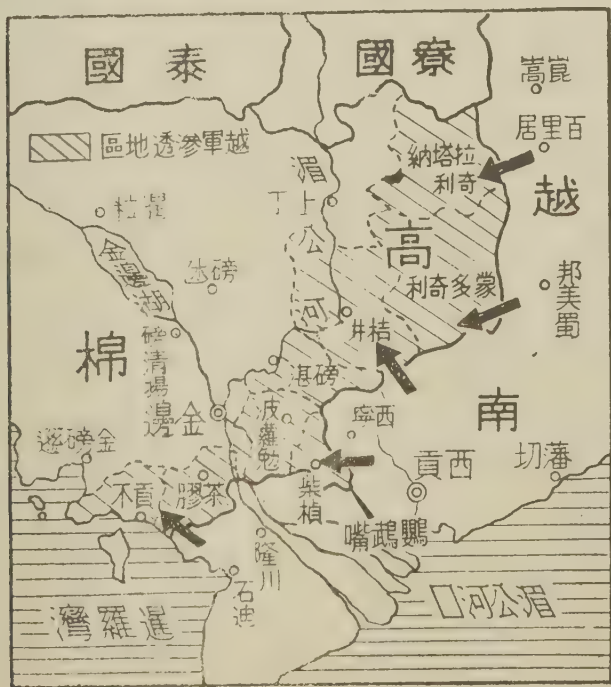 寮國
泰國
崑嵩
百里居
越軍滲透地區
拉塔納
奇利
越南
上丁
湄公河
高棉
邦美蜀
蒙多奇利
金邊湖
桔井
磅湛
磅清揚
西寧
金邊
波羅勉
西貢
藩切
金磅遜
柴楨
茶膠
貢不
鸚鵡嘴
隆川
石迪
湄公河口
暹羅灣